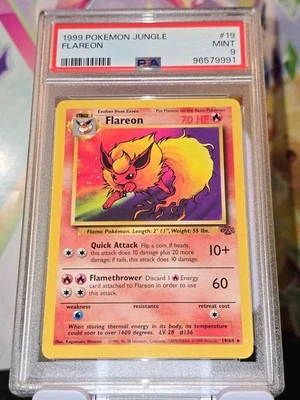 1999 POKEMON JUNGLE #19
FLAREON MINT
9
PSA 96579991
Evolves from Eevee Put Flareon on the Basic Pokémon
Flareon 70 HP
Flame Pokémon. Length: 2' 11", Weight: 55 lbs.
Quick Attack Flip a coin. If heads,
this attack does 10 damage plus 20 more
damage; if tails, this attack does 10 damage.
10+
Flamethrower Discard 1 Energy
card attached to Flareon in order to use
this attack.
60
weakness resistance retreat cost
When storing thermal energy in its body, its temperature
could soar to over 1600 degrees. LV. 28 #136
Illus. Kagemaru Himeno 19/64 ★